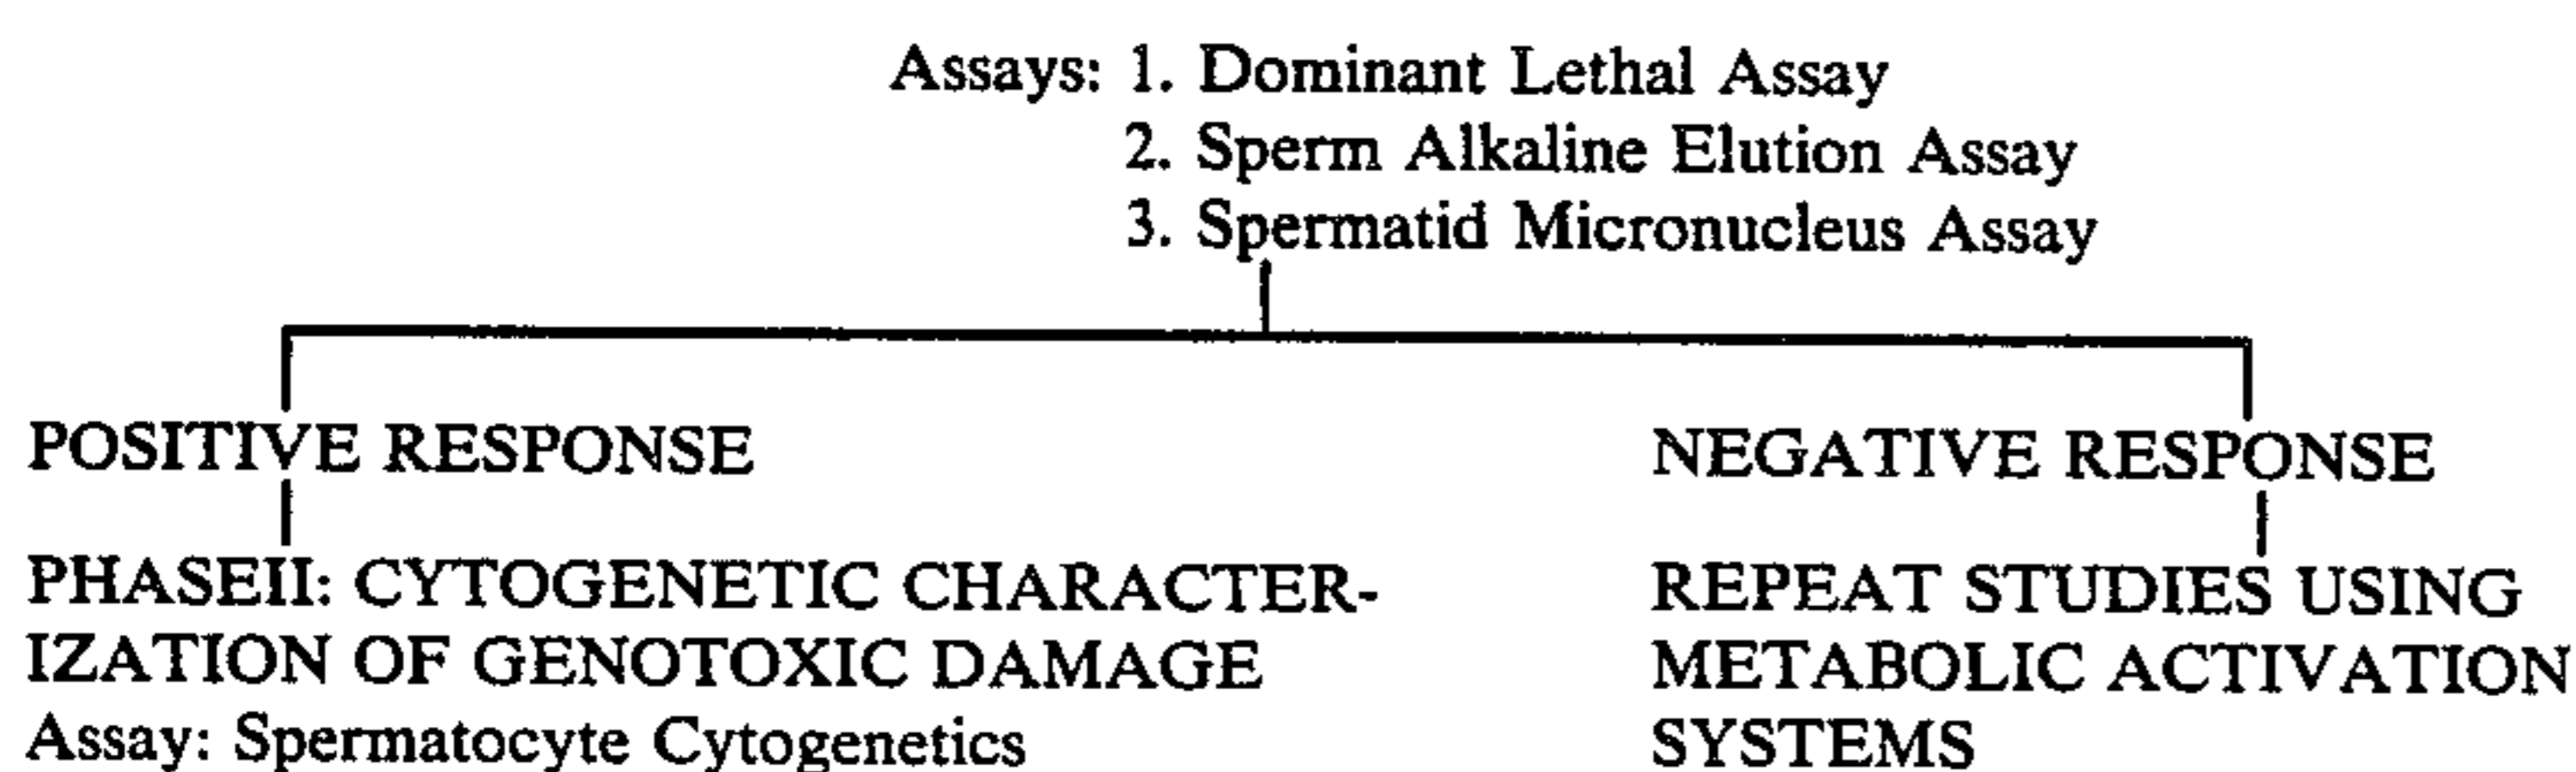 Assays: 1. Dominant Lethal Assay
2. Sperm Alkaline Elution Assay
3. Spermatid Micronucleus Assay
POSITIVE RESPONSE
NEGATIVE RESPONSE
PHASEII: CYTOGENETIC CHARACTER-
IZATION OF GENOTOXIC DAMAGE
Assay: Spermatocyte Cytogenetics
REPEAT STUDIES USING
METABOLIC ACTIVATION
SYSTEMS